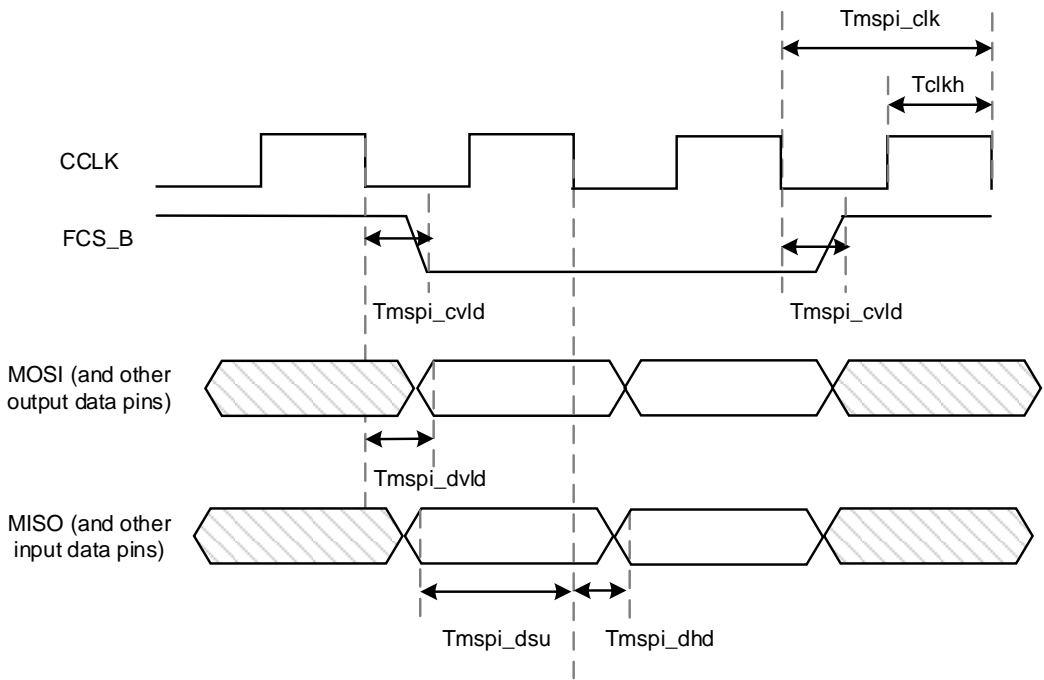 Tmspi_clk
Tclkh
CCLK
FCS_B
Tmspi_cvld
Tmspi_cvld
MOSI (and other
output data pins)
Tmspi_dvld
MISO (and other
input data pins)
Tmspi_dsu
Tmspi_dhd